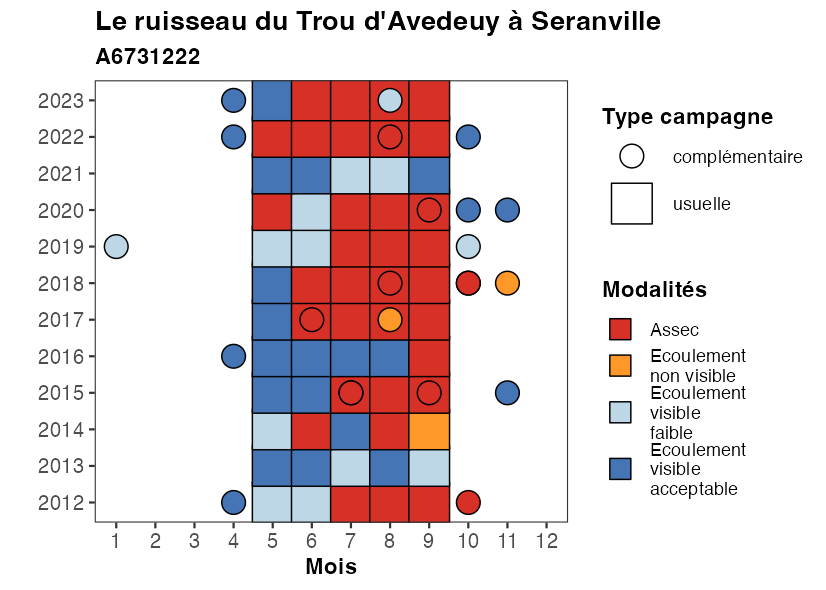 Le ruisseau du Trou d'Avedeuy à Seranville
A6731222
2023
2022
2021
2020
2019
2018
2017
2016
2015
2014
2013
2012
1 2 3 4 5 6 7 8 9 10 11 12
Mois
Type campagne
complémentaire
usuelle
Modalités
Assec
Ecoulement
non visible
Ecoulement
visible
faible
Ecoulement
visible
acceptable